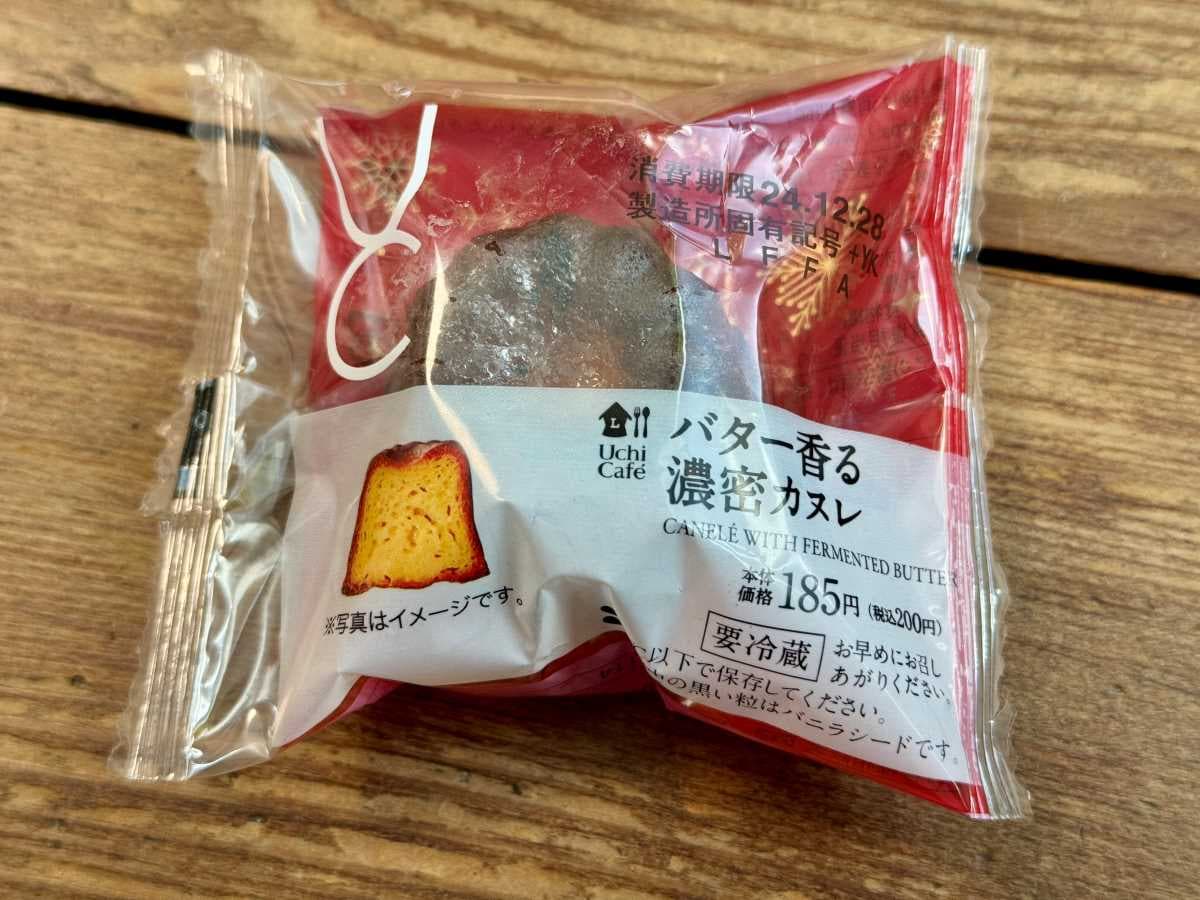 消費期限24.12.28
製造所固有記号+YK
L F F A
Uchi
Café
バター香る
濃密カヌレ
CANELÉ WITH FERMENTED BUTTER
本体
価格 185円 (税込200円)
※写真はイメージです。
要冷蔵
お早めにお召し
あがりください。
以下で保存してください。
の黒い粒はバニラシードです。